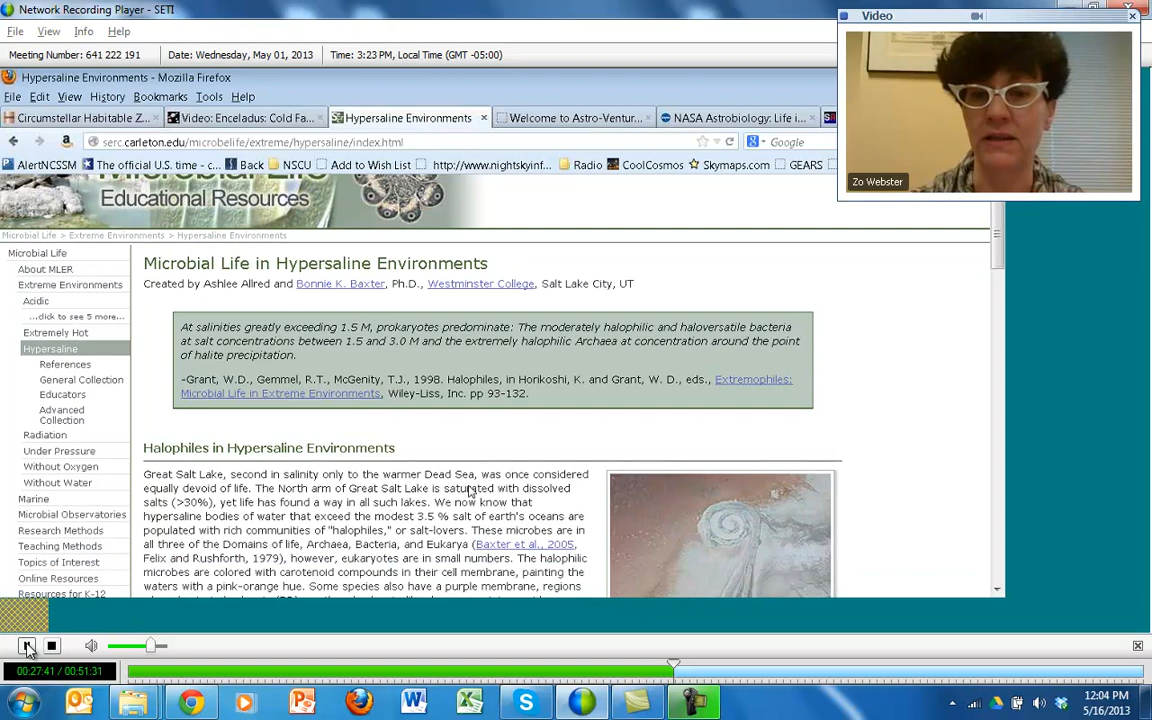 Network Recording Player - SETI
File View Info Help
Meeting Number: 641 222 191 Date: Wednesday, May 01, 2013 Time: 3:23 PM, (GMT -05:00)
Video
Zo Webster
Hypersaline Environments - Mozilla Firefox
File Edit View History Bookmarks Tools Help
Circumstellar Habitable Z... Video: Enceladus: Cold Fa... Hypersaline Environments Welcome to Astro-Ventur... NASA Astrobiology: Life i...
serc.carleton.edu/microbelife/extreme/hypersaline/index.html Google
AlertNCSSM The official U.S. time - c... Back NSCU Add to Wish List http://www.nightskyinf... Radio CoolCosmos Skymaps.com GEARS
Microbial Life
Educational Resources
Microbial Life > Extreme Environments > Hypersaline Environments
Microbial Life
About MLER
Extreme Environments
Acidic
...click to see 5 more...
Extremely Hot
Hypersaline
References
General Collection
Educators
Advanced
Collection
Radiation
Under Pressure
Without Oxygen
Without Water
Marine
Microbial Observatories
Research Methods
Teaching Methods
Topics of Interest
Online Resources
Resources for K-12
Microbial Life in Hypersaline Environments
Created by Ashlee Allred and Bonnie K. Baxter, Ph.D., Westminster College, Salt Lake City, UT
At salinities greatly exceeding 1.5 M, prokaryotes predominate: The moderately halophilic and haloversatile bacteria
at salt concentrations between 1.5 and 3.0 M and the extremely halophilic Archaea at concentration around the point
of halite precipitation.
-Grant, W.D., Gemmel, R.T., McGenity, T.J., 1998. Halophiles, in Horikoshi, K. and Grant, W. D., eds., Extremophiles:
Microbial Life in Extreme Environments, Wiley-Liss, Inc. pp 93-132.
Halophiles in Hypersaline Environments
Great Salt Lake, second in salinity only to the warmer Dead Sea, was once considered
equally devoid of life. The North arm of Great Salt Lake is saturated with dissolved
salts (>30%), yet life has found a way in all such lakes. We now know that
hypersaline bodies of water that exceed the modest 3.5 % salt of earth's oceans are
populated with rich communities of "halophiles," or salt-lovers. These microbes are in
all three of the Domains of life, Archaea, Bacteria, and Eukarya (Baxter et al., 2005,
Felix and Rushforth, 1979), however, eukaryotes are in small numbers. The halophilic
microbes are colored with carotenoid compounds in their cell membrane, painting the
waters with a pink-orange hue. Some species also have a purple membrane, regions
00:27:41 / 00:51:31
12:04 PM
5/16/2013